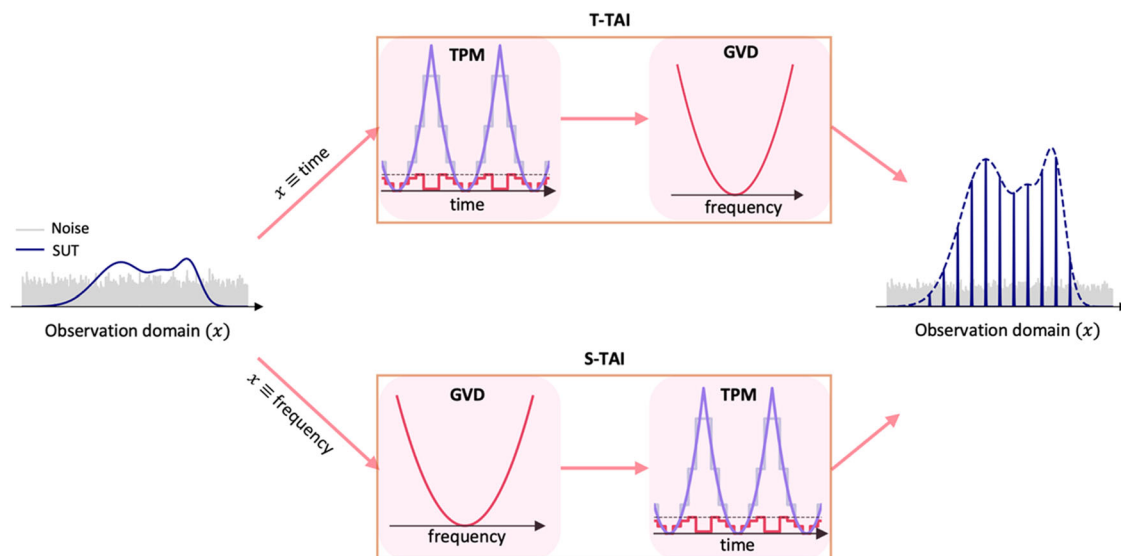 T-TAI
TPM
GVD
time
frequency
x ≡ time
Noise
SUT
Observation domain (x)
Observation domain (x)
x ≡ frequency
S-TAI
GVD
TPM
frequency
time